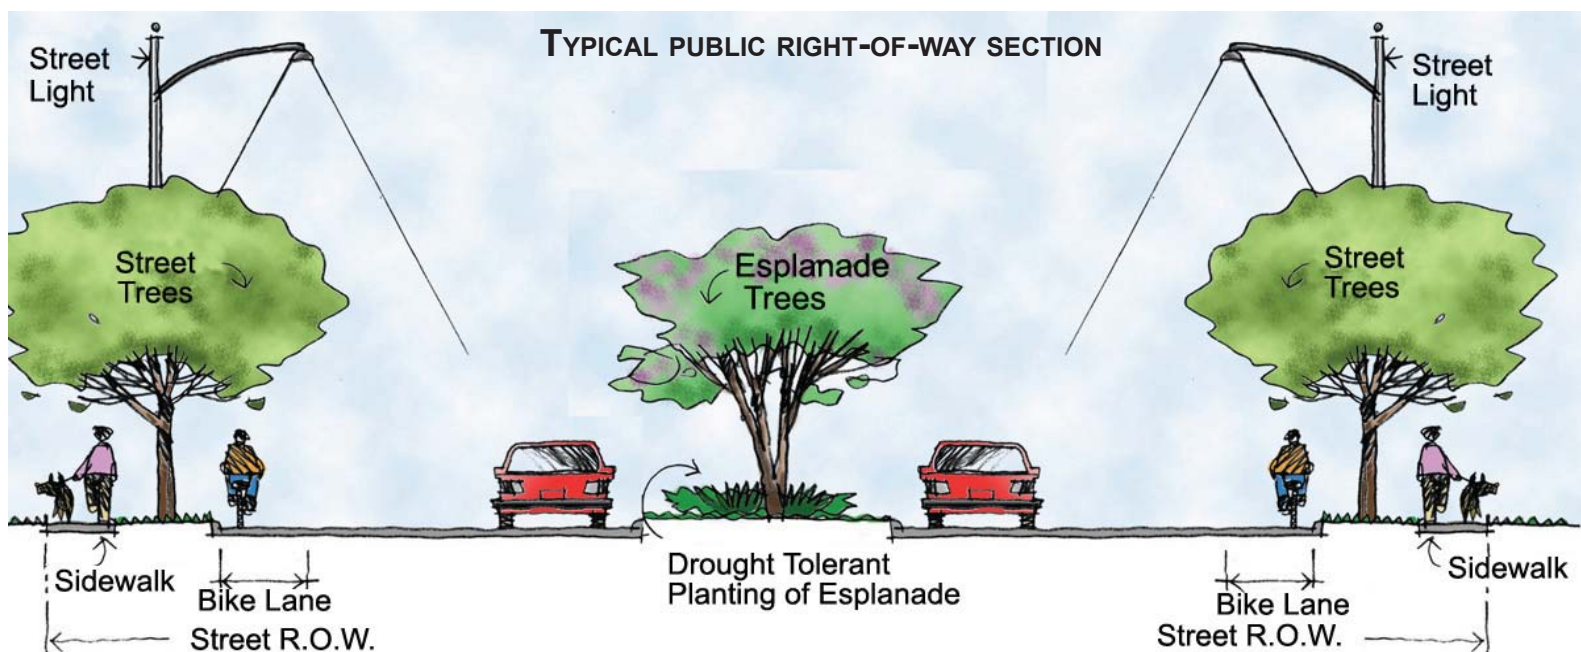 TYPICAL PUBLIC RIGHT-OF-WAY SECTION
Street
Light
Street
Light
Street
Trees
Esplanade
Trees
Street
Trees
Sidewalk
Drought Tolerant
Planting of Esplanade
Sidewalk
Bike Lane
Bike Lane
Street R.O.W.
Street R.O.W.